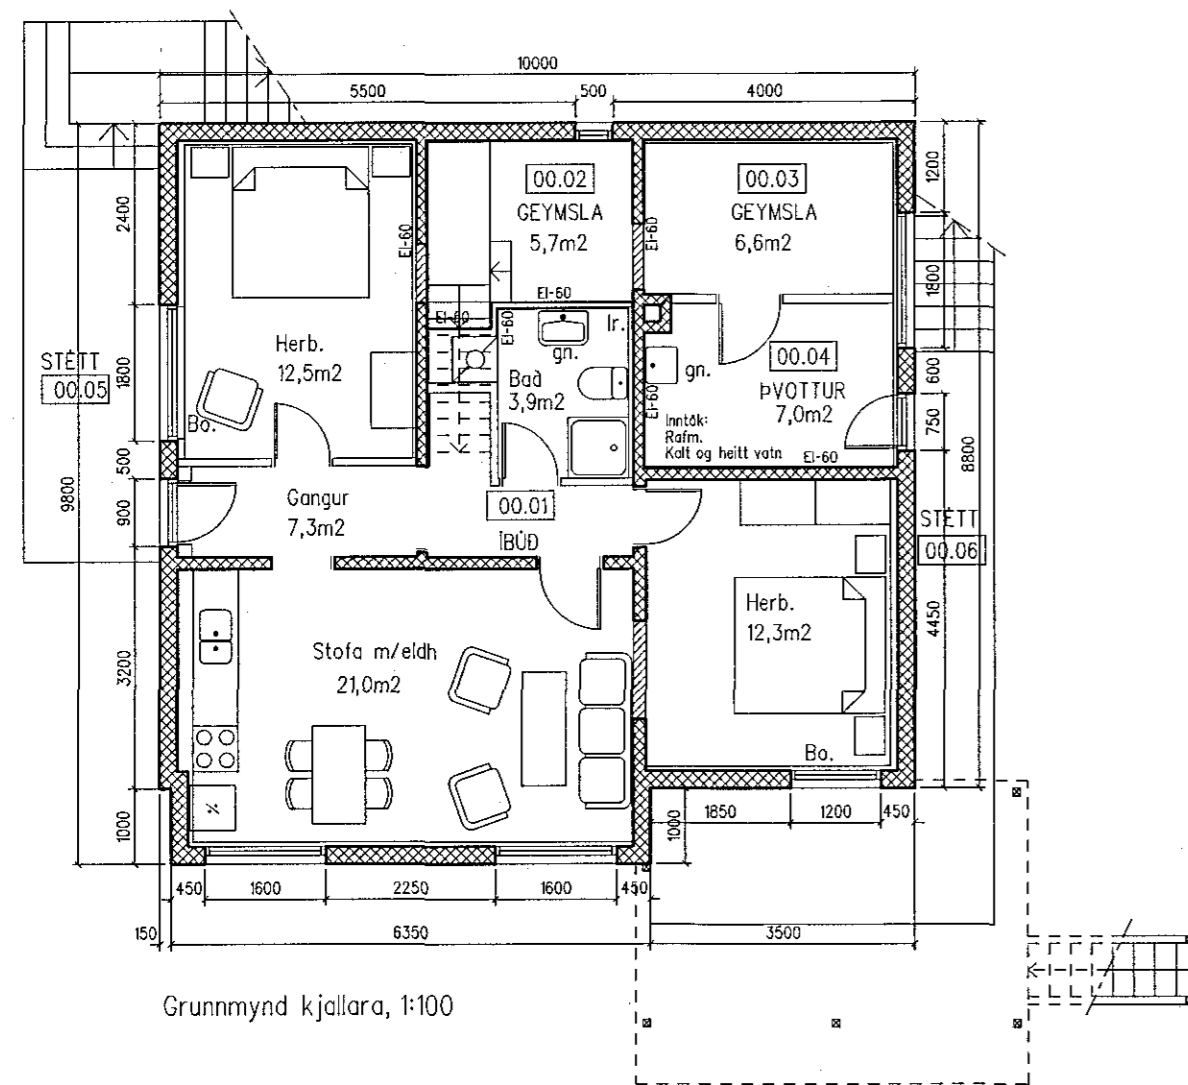 10000
5500
500
4000
00.02
GEYMSLA
5,7m2
00.03
GEYMSLA
6,6m2
1200
2400
EI-60
EI-60
1800
EI-60
EI-60
EI-60
Ir.
gn.
Herb.
12,5m2
STÉTT
00.05
1800
Bað
3,9m2
gn.
00.04
ÞVOTTUR
7,0m2
600
750
EI-60
Inntök:
Rafm.
Kalt og heitt vatn
EI-60
Bo.
500
8800
9800
900
Gangur
7,3m2
00.01
ÍBÚÐ
STÉTT
00.06
4450
Herb.
12,3m2
Stofa m/eldh
21,0m2
3200
Bo.
%
1000
1000
1850
1200
450
450
1600
2250
1600
450
150
6350
3500
Grunnmynd kjallara, 1:100